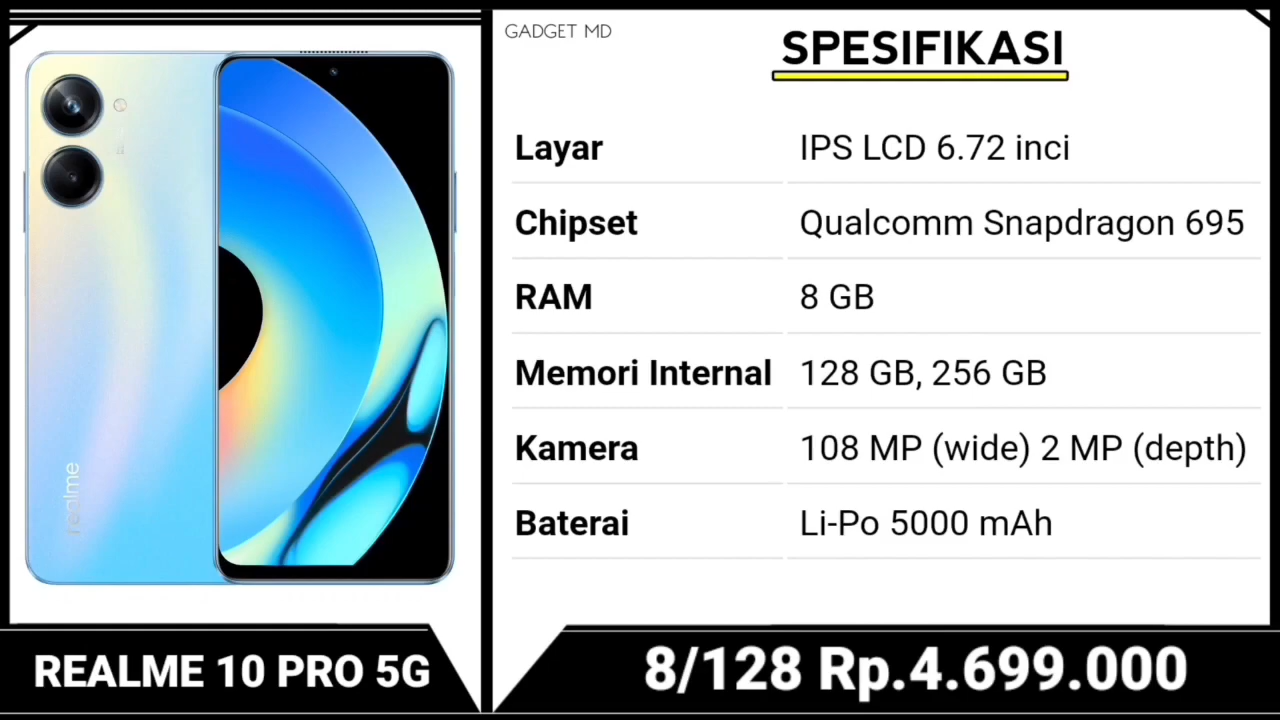 GADGET MD
SPESIFIKASI
Layar IPS LCD 6.72 inci
Chipset Qualcomm Snapdragon 695
RAM 8 GB
Memori Internal 128 GB, 256 GB
Kamera 108 MP (wide) 2 MP (depth)
Baterai Li-Po 5000 mAh
realme
REALME 10 PRO 5G
8/128 Rp.4.699.000